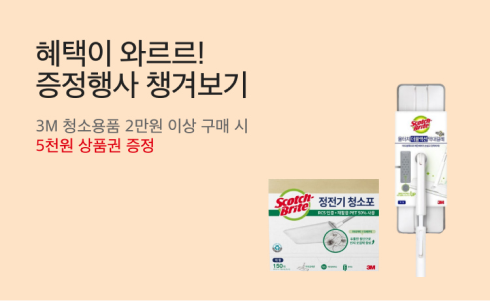 혜택이 와르르!
증정행사 챙겨보기
3M 청소용품 2만원 이상 구매 시
5천원 상품권 증정
Scotch-Brite
정전기 청소포
Scotch-Brite
3M
3M